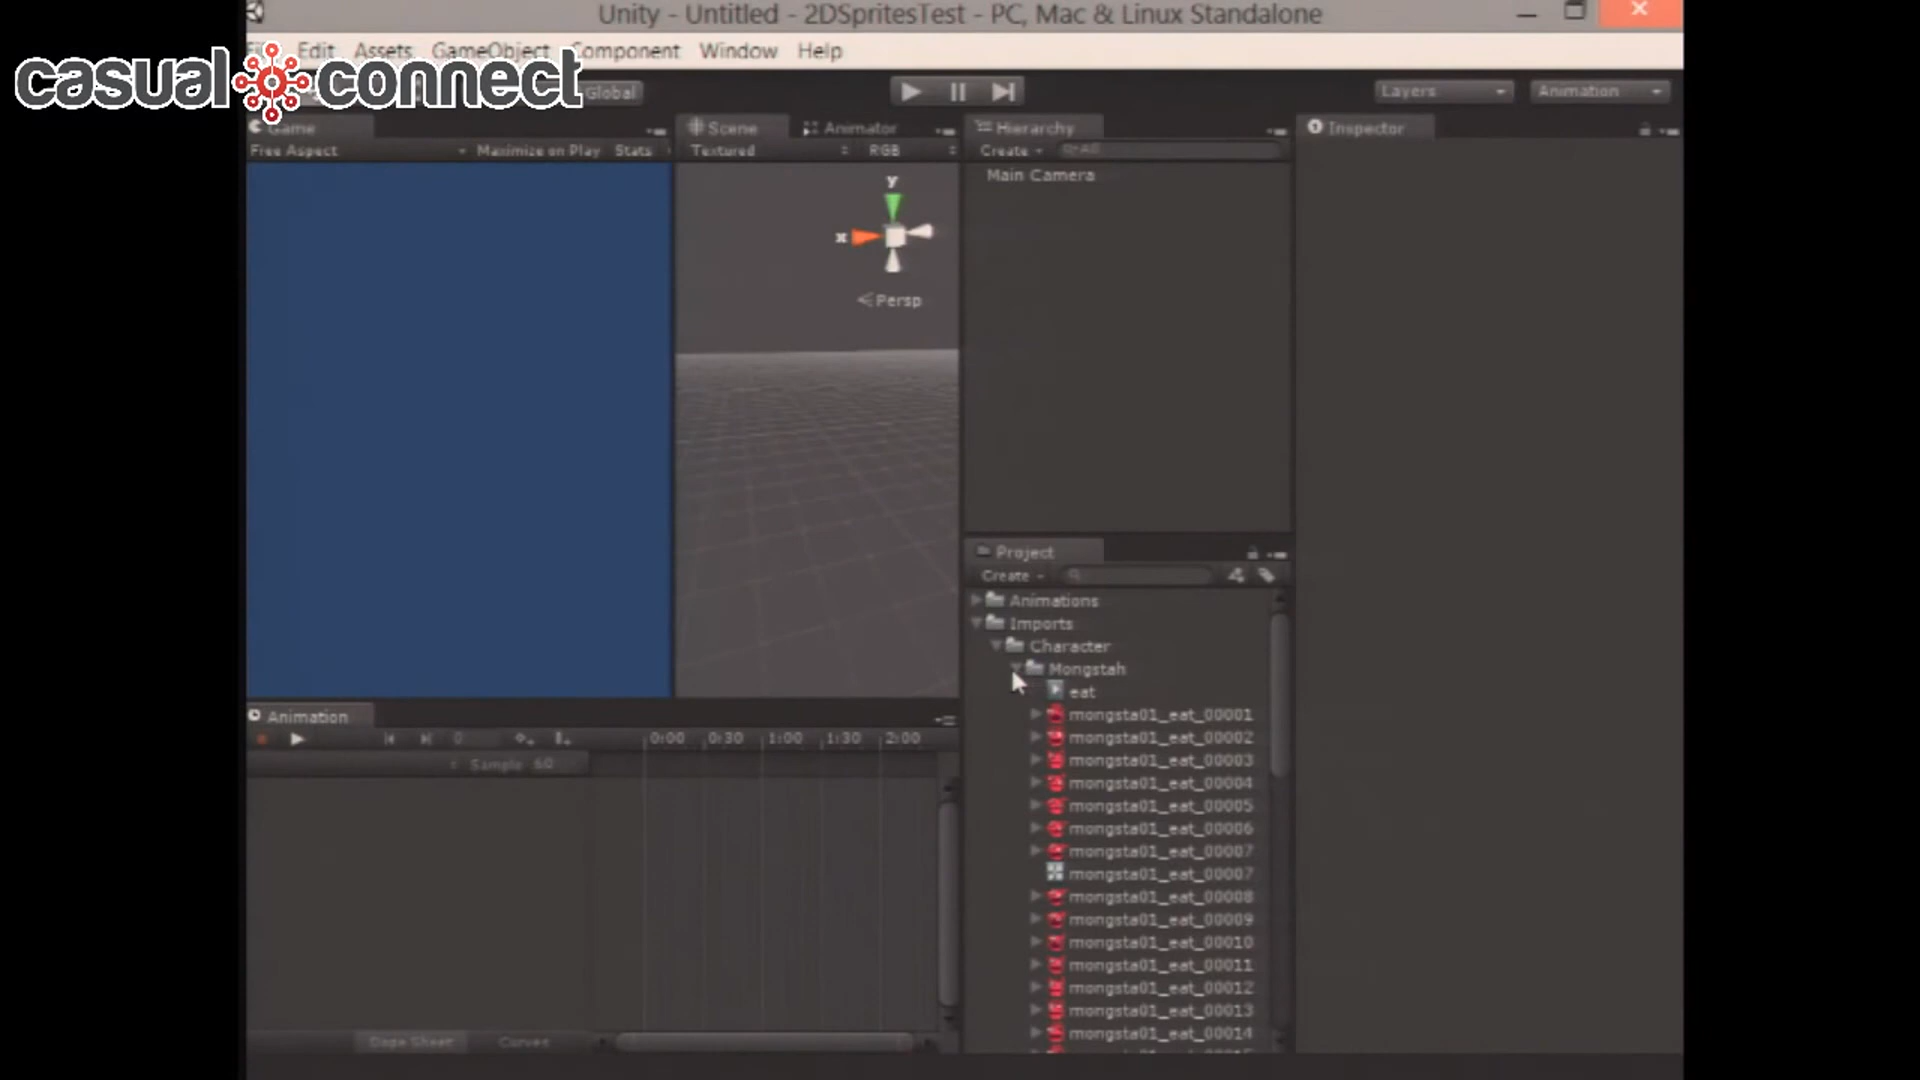 Unity - Untitled - 2DSpritesTest - PC, Mac & Linux Standalone
Edit Assets GameObject Component Window Help
casual connect
Global
Layers
Animation
Game
Free Aspect
Maximize on Play
Stats
Scene
Animator
Textured
RGB
y
x
Persp
Hierarchy
Create
All
Main Camera
Inspector
Project
Create
Animations
Imports
Character
Mongstah
eat
mongsta01_eat_00001
mongsta01_eat_00002
mongsta01_eat_00003
mongsta01_eat_00004
mongsta01_eat_00005
mongsta01_eat_00006
mongsta01_eat_00007
mongsta01_eat_00007
mongsta01_eat_00008
mongsta01_eat_00009
mongsta01_eat_00010
mongsta01_eat_00011
mongsta01_eat_00012
mongsta01_eat_00013
mongsta01_eat_00014
Animation
0
0:00 0:30 1:00 1:30 2:00
Sample 60
Dope Sheet
Curves